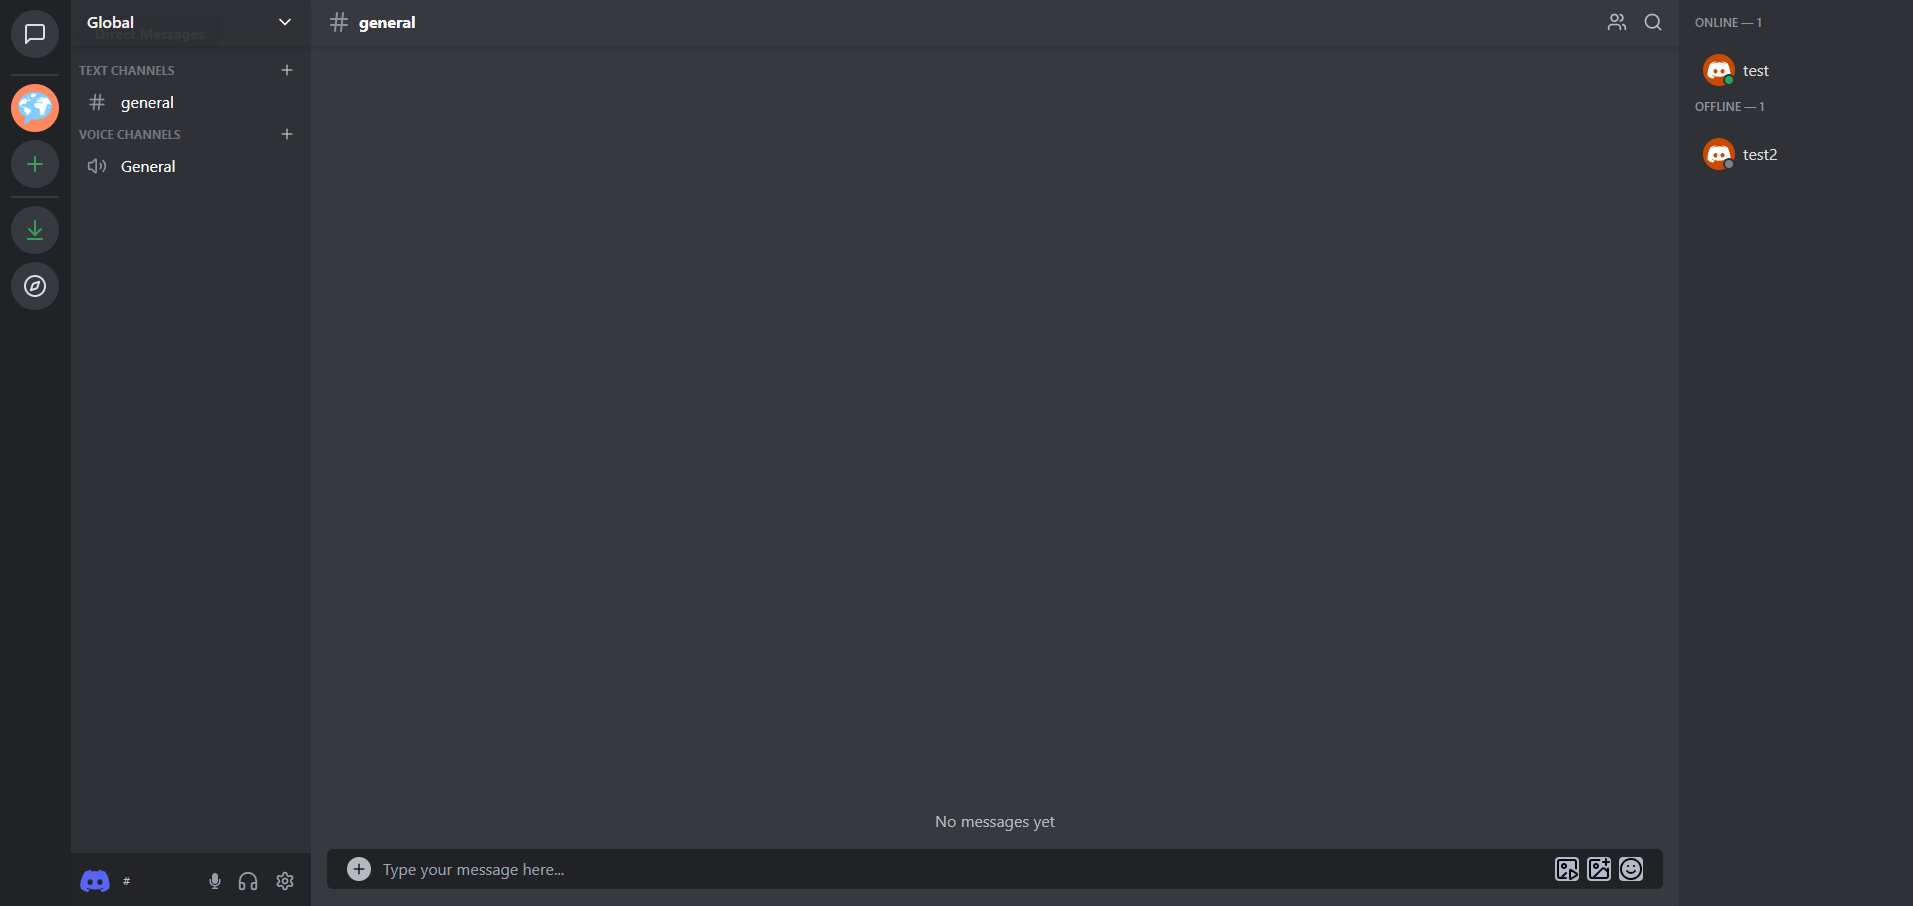 Global
Direct Messages
TEXT CHANNELS
general
VOICE CHANNELS
General
#
general
No messages yet
Type your message here...
ONLINE — 1
test
OFFLINE — 1
test2